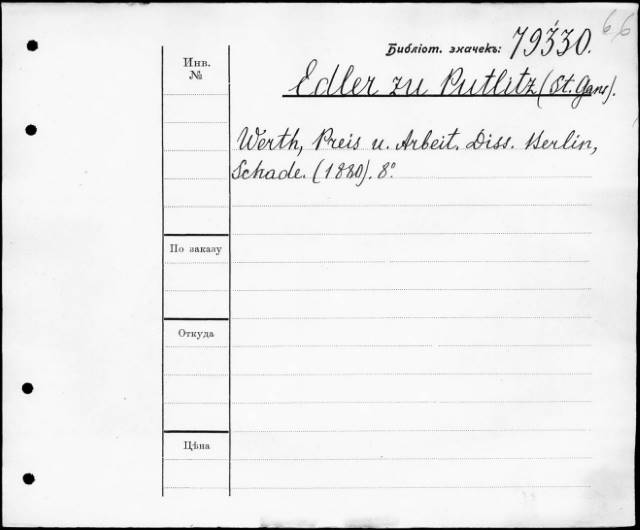 66
Библіот. значекъ: 79330.
Инв.
№
Edler zu Putlitz (St. Gans).
Werth, Preis u. Arbeit. Diss. Berlin,
Schade. (1880). 8°.
По заказу
Откуда
Цѣна